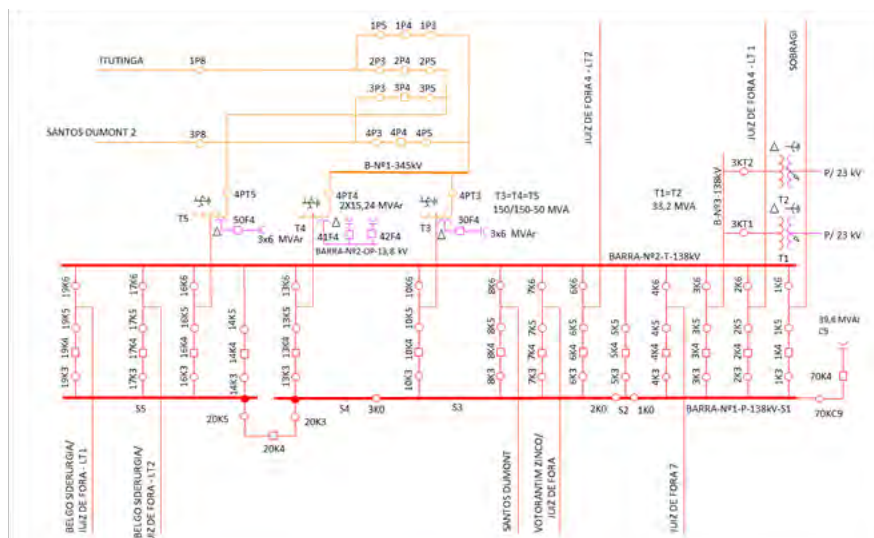 1P5 1P4 1P3
ITUTINGA 1P8
2P3 2P4 2P5
3P3 3P4 3P5
SANTOS DUMONT 2 3P8
4P3 4P4 4P5
B-Nº1-345kV
JUIZ DE FORA 4 - LT2
JUIZ DE FORA 4 - LT 1
SOBRAGI
B-Nº3-138kV
3KT2
P/ 23 kV
T2
3KT1
P/ 23 kV
T1
T1=T2
33,2 MVA
4PT5
T5
50F4
3x6 MVAr
4PT4
2X15,24 MVAr
T4
41F4
42F4
BARRA-Nº2-OP-13,8 kV
4PT3
T3
30F4
3x6 MVAr
T3=T4=T5
150/150-50 MVA
BARRA-Nº2-T-138kV
19K6 17K6 16K6 13K6 10K6 8K6 7K6 6K6 4K6 3K6 2K6 1K6
19K5 17K5 16K5 14K5 13K5 10K5 8K5 7K5 6K5 5K5 4K5 3K5 2K5 1K5
19K4 17K4 16K4 14K4 13K4 10K4 8K4 7K4 6K4 5K4 4K4 3K4 2K4 1K4
19K3 17K3 16K3 14K3 13K3 10K3 8K3 7K3 6K3 5K3 4K3 3K3 2K3 1K3
C9
70K4
70KC9
S5
S4
3K0
S3
2K0
S2
1K0
BARRA-Nº1-P-138kV-S1
20K5
20K4
20K3
BELGO SIDERURGIA/
JUIZ DE FORA - LT1
BELGO SIDERURGIA/
JUIZ DE FORA - LT2
SANTOS DUMONT
VOTORANTIM ZINCO/
JUIZ DE FORA
JUIZ DE FORA 7